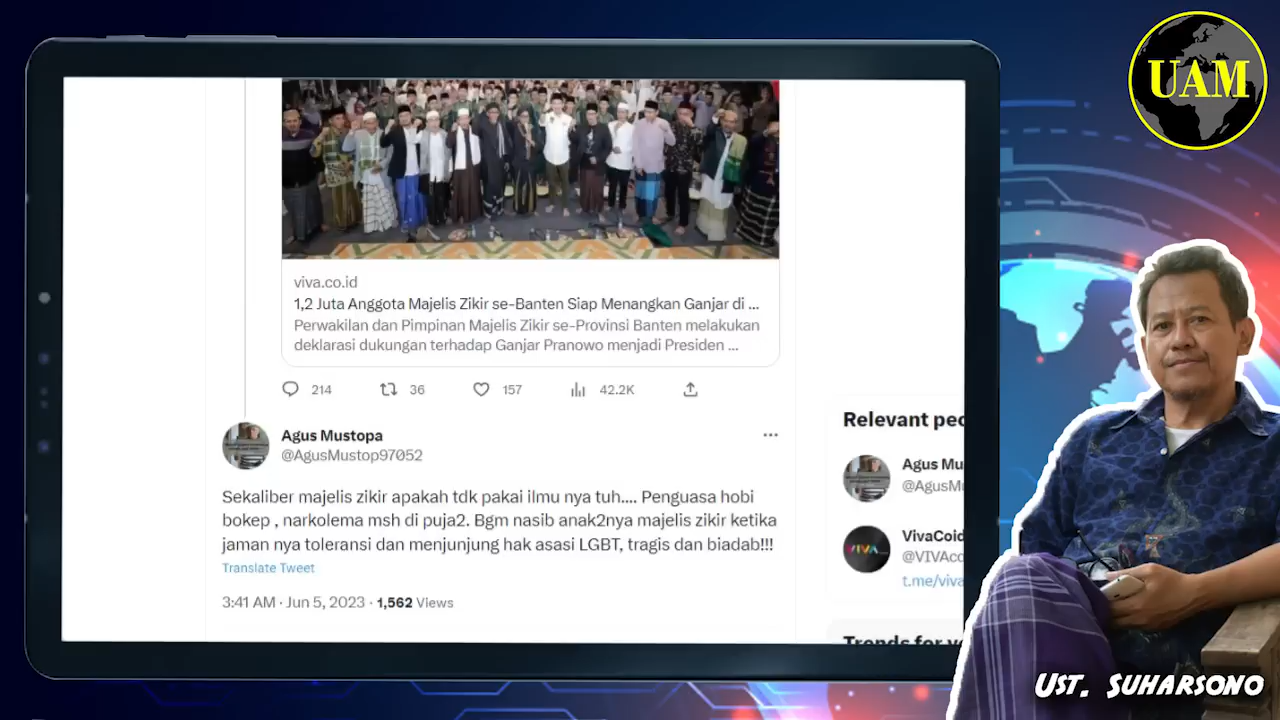 UAM
viva.co.id
1,2 Juta Anggota Majelis Zikir se-Banten Siap Menangkan Ganjar di ...
Perwakilan dan Pimpinan Majelis Zikir se-Provinsi Banten melakukan
deklarasi dukungan terhadap Ganjar Pranowo menjadi Presiden ...
214 36 157 42.2K
Agus Mustopa
@AgusMustop97052
Sekaliber majelis zikir apakah tdk pakai ilmu nya tuh.... Penguasa hobi
bokep , narkolema msh di puja2. Bgm nasib anak2nya majelis zikir ketika
jaman nya toleransi dan menjunjung hak asasi LGBT, tragis dan biadab!!!
Translate Tweet
3:41 AM · Jun 5, 2023 · 1,562 Views
Relevant peo
Agus Mu
@AgusM
VivaCoid
@VIVAco
t.me/viva
VIVA
Trends for y
Ust. Suharsono